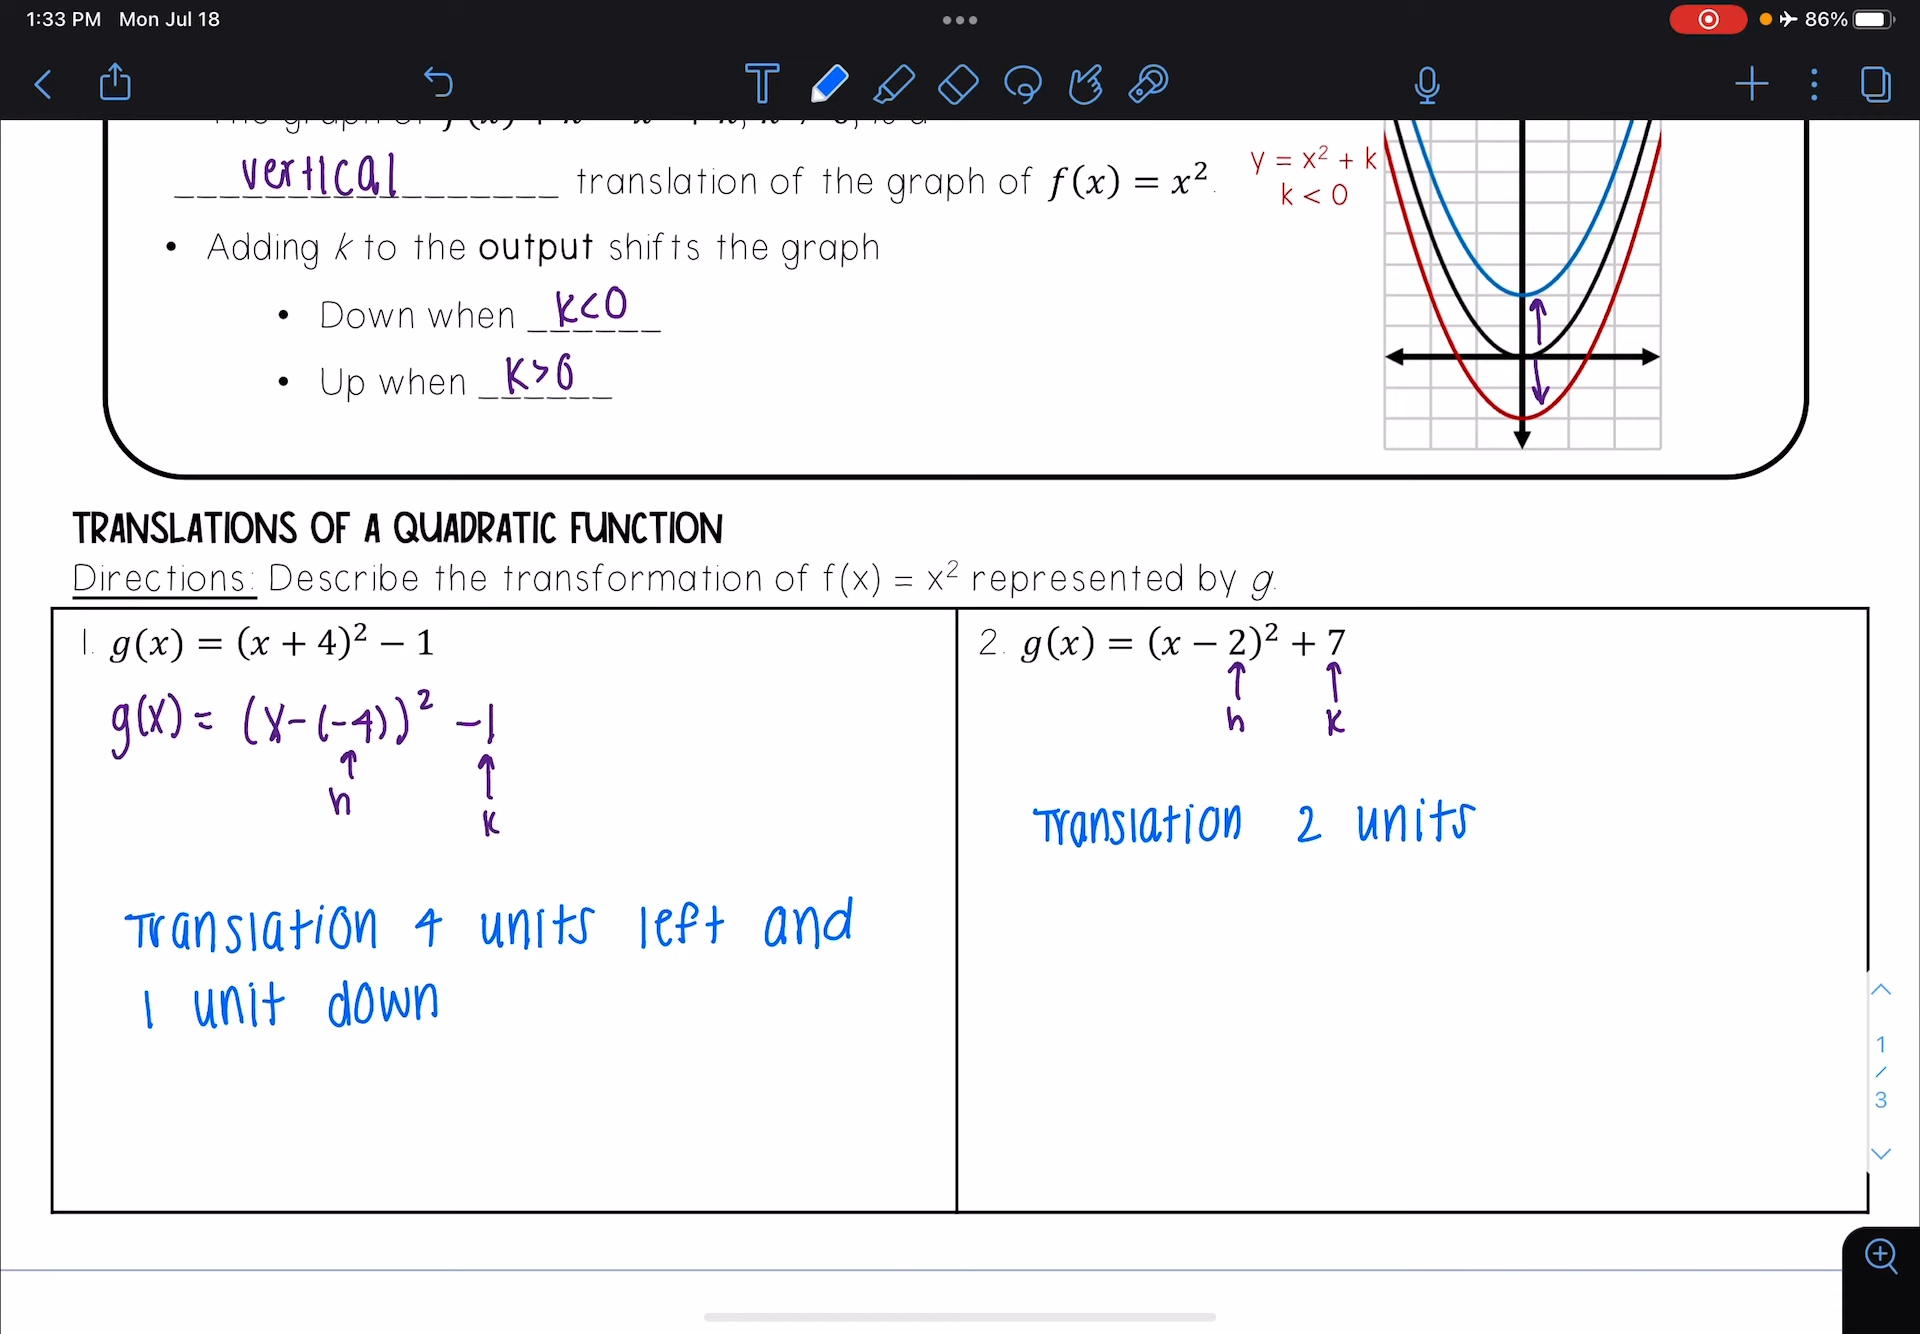 1:33 PM Mon Jul 18
86%
vertical translation of the graph of f(x) = x².
y = x² + k
k < 0
• Adding k to the output shifts the graph
• Down when k<0
• Up when k>0
TRANSLATIONS OF A QUADRATIC FUNCTION
Directions: Describe the transformation of f(x) = x² represented by g.
1. g(x) = (x + 4)² − 1
g(x) = (x-(-4))² -1
h
k
Translation 4 units left and
1 unit down
2. g(x) = (x − 2)² + 7
h k
Translation 2 units
1
/
3